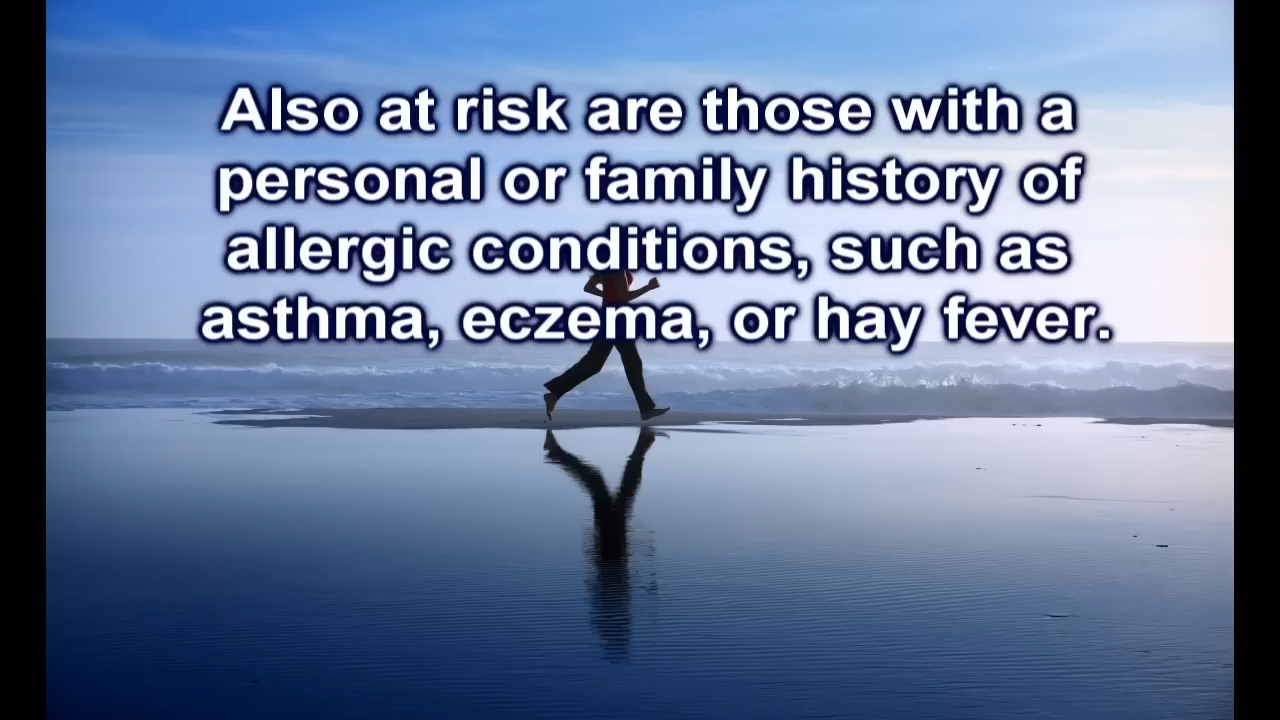 Also at risk are those with a
personal or family history of
allergic conditions, such as
asthma, eczema, or hay fever.